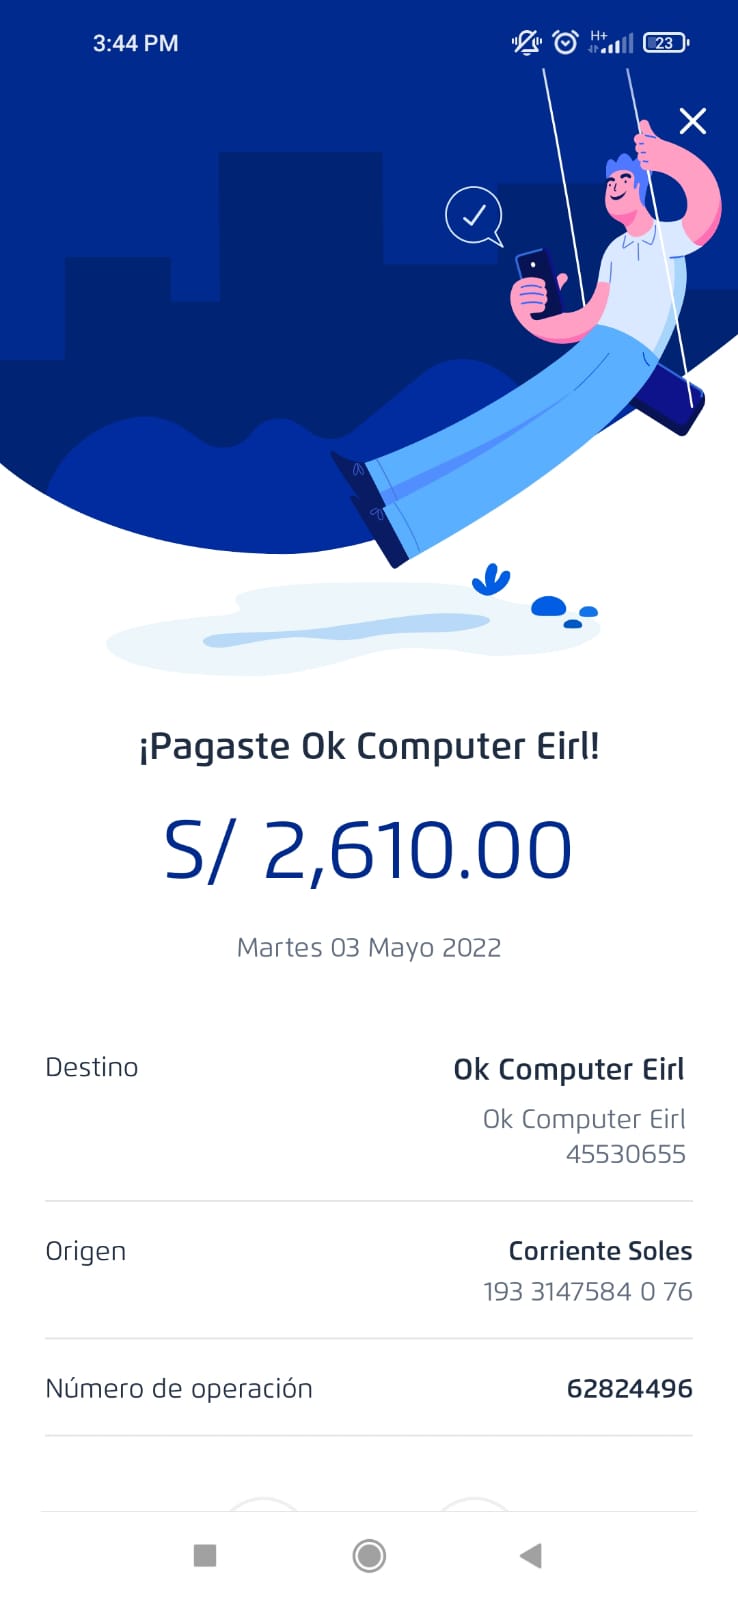 3:44 PM
H+
23
¡Pagaste Ok Computer Eirl!
S/ 2,610.00
Martes 03 Mayo 2022
Destino
Ok Computer Eirl
Ok Computer Eirl
45530655
Origen
Corriente Soles
193 3147584 0 76
Número de operación
62824496